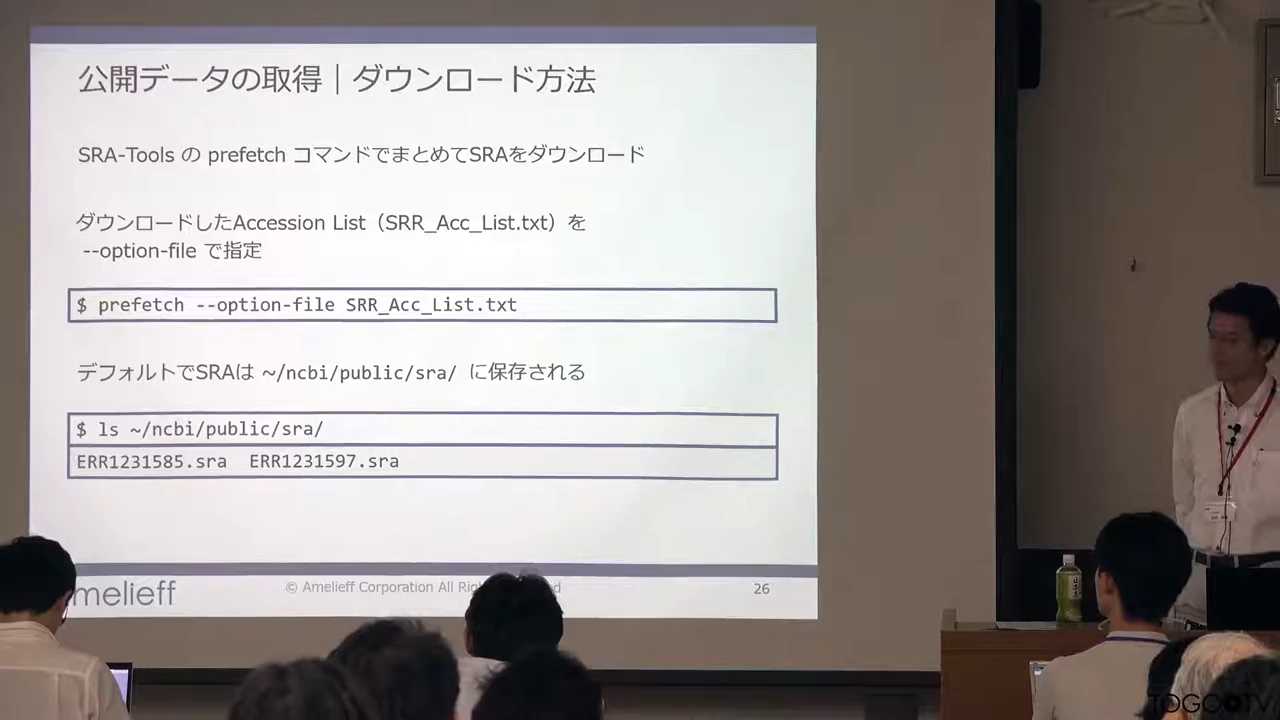 公開データの取得｜ダウンロード方法
SRA-Tools の prefetch コマンドでまとめてSRAをダウンロード
ダウンロードしたAccession List（SRR_Acc_List.txt）を
--option-file で指定
$ prefetch --option-file SRR_Acc_List.txt
デフォルトでSRAは ~/ncbi/public/sra/ に保存される
$ ls ~/ncbi/public/sra/
ERR1231585.sra ERR1231597.sra
melieff
© Amelieff Corporation All
26
TOGOTV